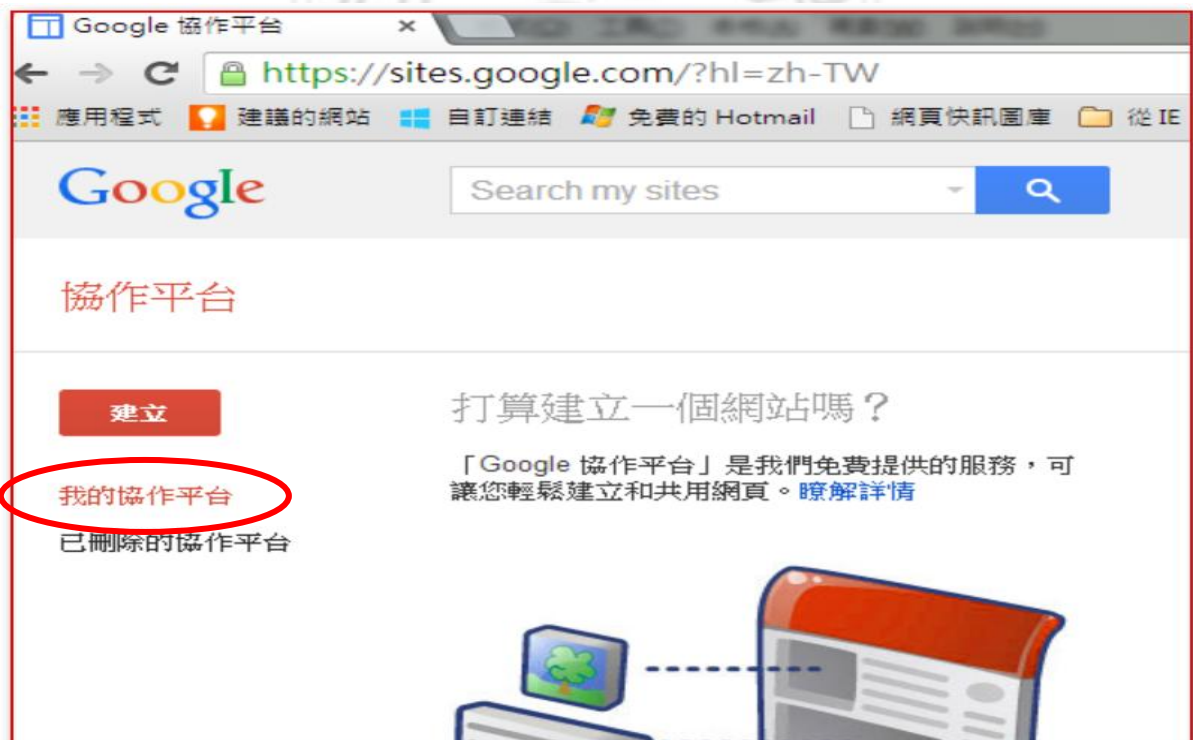 Google 協作平台
https://sites.google.com/?hl=zh-TW
應用程式 建議的網站 自訂連結 免費的 Hotmail 網頁快訊圖庫 從 IE
Google Search my sites
協作平台
建立
打算建立一個網站嗎？
「Google 協作平台」是我們免費提供的服務，可
讓您輕鬆建立和共用網頁。瞭解詳情
我的協作平台
已刪除的協作平台